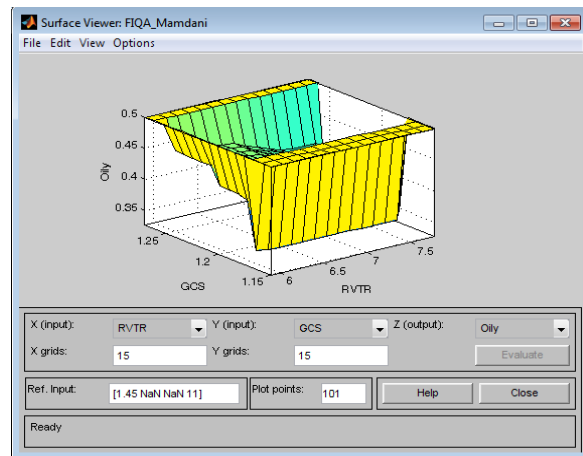 Surface Viewer: FIQA_Mamdani
File Edit View Options
0.5
0.45
0.4
0.35
Oily
1.25
1.2
1.15
GCS
6
6.5
7
7.5
RVTR
X (input): RVTR Y (input): GCS Z (output): Oily
X grids: 15 Y grids: 15 Evaluate
Ref. Input: [1.45 NaN NaN 11] Plot points: 101 Help Close
Ready